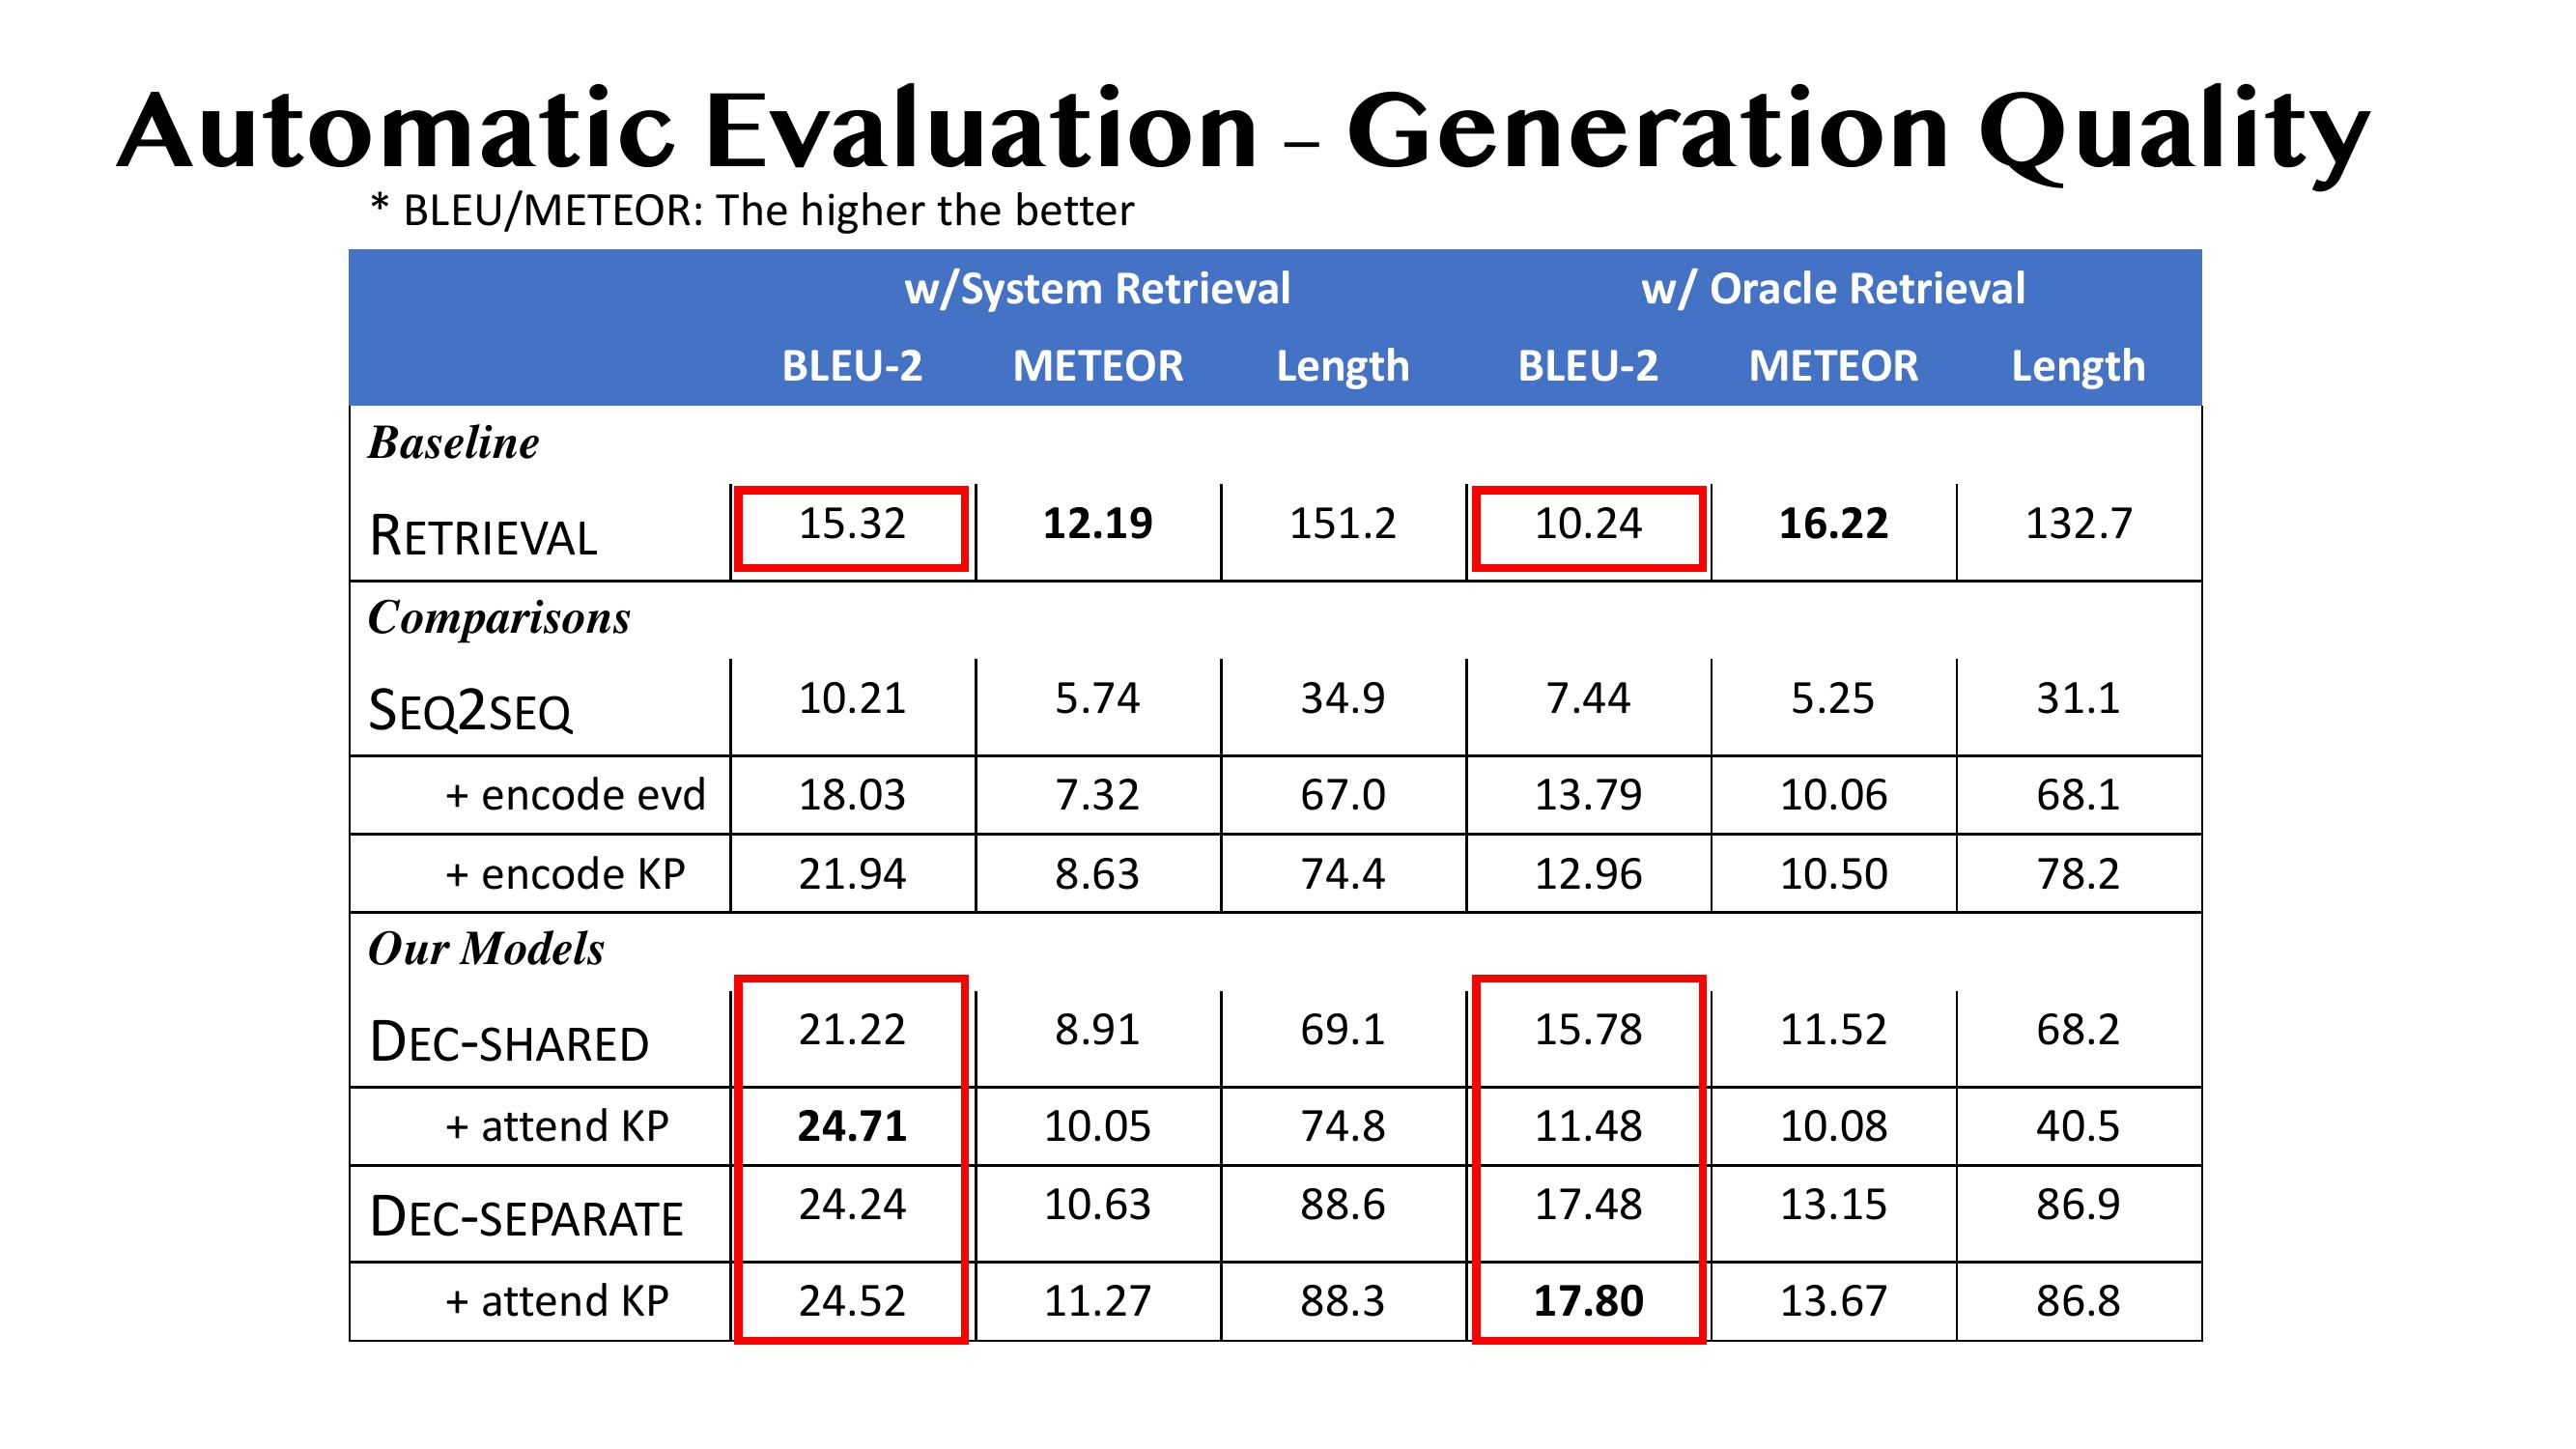 Automatic Evaluation – Generation Quality
* BLEU/METEOR: The higher the better
w/System Retrieval w/ Oracle Retrieval
BLEU-2 METEOR Length BLEU-2 METEOR Length
Baseline
RETRIEVAL 15.32 12.19 151.2 10.24 16.22 132.7
Comparisons
SEQ2SEQ 10.21 5.74 34.9 7.44 5.25 31.1
+ encode evd 18.03 7.32 67.0 13.79 10.06 68.1
+ encode KP 21.94 8.63 74.4 12.96 10.50 78.2
Our Models
DEC-SHARED 21.22 8.91 69.1 15.78 11.52 68.2
+ attend KP 24.71 10.05 74.8 11.48 10.08 40.5
DEC-SEPARATE 24.24 10.63 88.6 17.48 13.15 86.9
+ attend KP 24.52 11.27 88.3 17.80 13.67 86.8